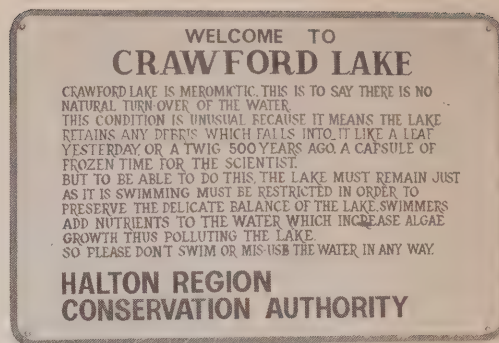 WELCOME TO
CRAWFORD LAKE
CRAWFORD LAKE IS MEROMICTIC. THIS IS TO SAY THERE IS NO
NATURAL TURN-OVER OF THE WATER.
THIS CONDITION IS UNUSUAL BECAUSE IT MEANS THE LAKE
RETAINS ANY DEBRIS WHICH FALLS INTO IT LIKE A LEAF
YESTERDAY, OR A TWIG 500 YEARS AGO. A CAPSULE OF
FROZEN TIME FOR THE SCIENTIST.
BUT TO BE ABLE TO DO THIS, THE LAKE MUST REMAIN JUST
AS IT IS SWIMMING MUST BE RESTRICTED IN ORDER TO
PRESERVE THE DELICATE BALANCE OF THE LAKE. SWIMMERS
ADD NUTRIENTS TO THE WATER WHICH INCREASE ALGAE
GROWTH THUS POLLUTING THE LAKE.
SO PLEASE DON'T SWIM OR MIS-USE THE WATER IN ANY WAY.
HALTON REGION
CONSERVATION AUTHORITY